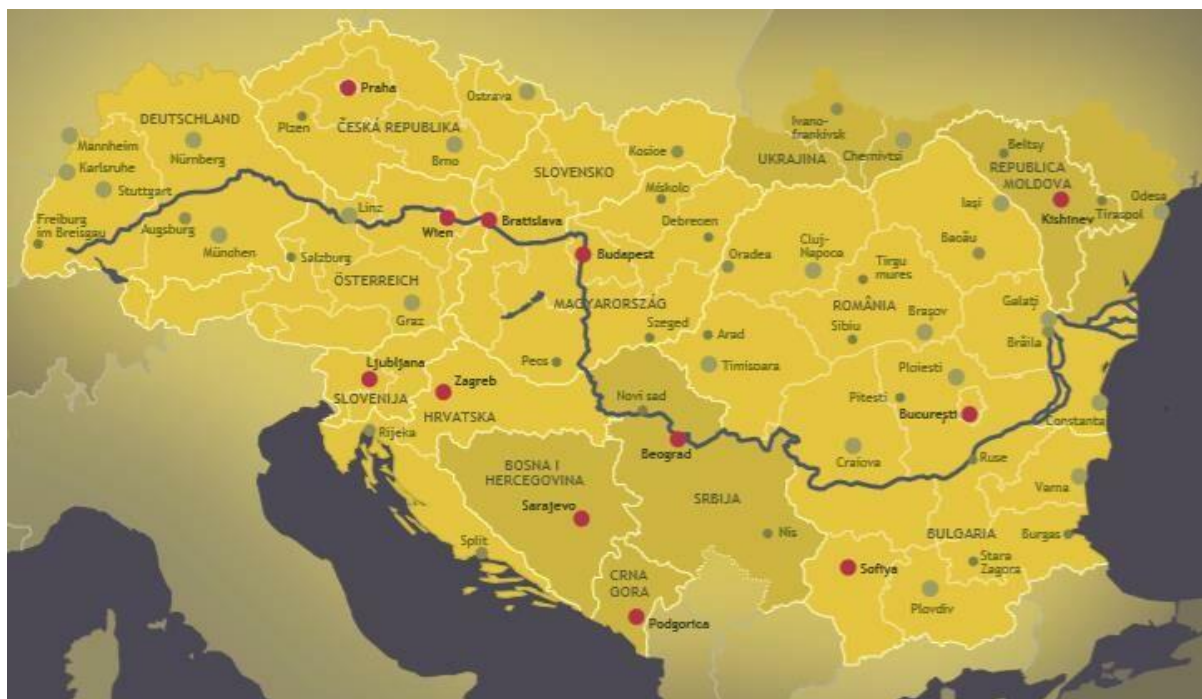 Praha
Ostrava
DEUTSCHLAND
Plzen
ČESKÁ REPUBLIKA
Ivano-
frankivsk
Mannheim
Nürnberg
Brno
Kosice
UKRAJINA
Chernivtsi
Beltsy
REPUBLICA
MOLDOVA
Karlsruhe
SLOVENSKO
Stuttgart
Miskolo
Iași
Kishinev
Tiraspol
Odesa
Freiburg
im Breisgau
Augsburg
Linz
Wien
Bratislava
Debrecen
München
Salzburg
Budapest
Oradea
Cluj-
Napoca
Tirgu
mures
Baoău
ÖSTERREICH
MAGYARORSZÁG
ROMÂNIA
Galați
Graz
Szeged
Arad
Sibiu
Brașov
Brăila
Ljubljana
Zagreb
Peos
Timisoara
Ploiesti
SLOVENIJA
HRVATSKA
Novi sad
Pitesti
București
Constanta
Rijeka
Beograd
Craiova
Ruse
BOSNA I
HERCEGOVINA
SRBIJA
Varna
Sarajevo
Nis
BULGARIA
Burgas
Split
Sofiya
Stara
Zagora
CRNA
GORA
Plovdiv
Podgorica